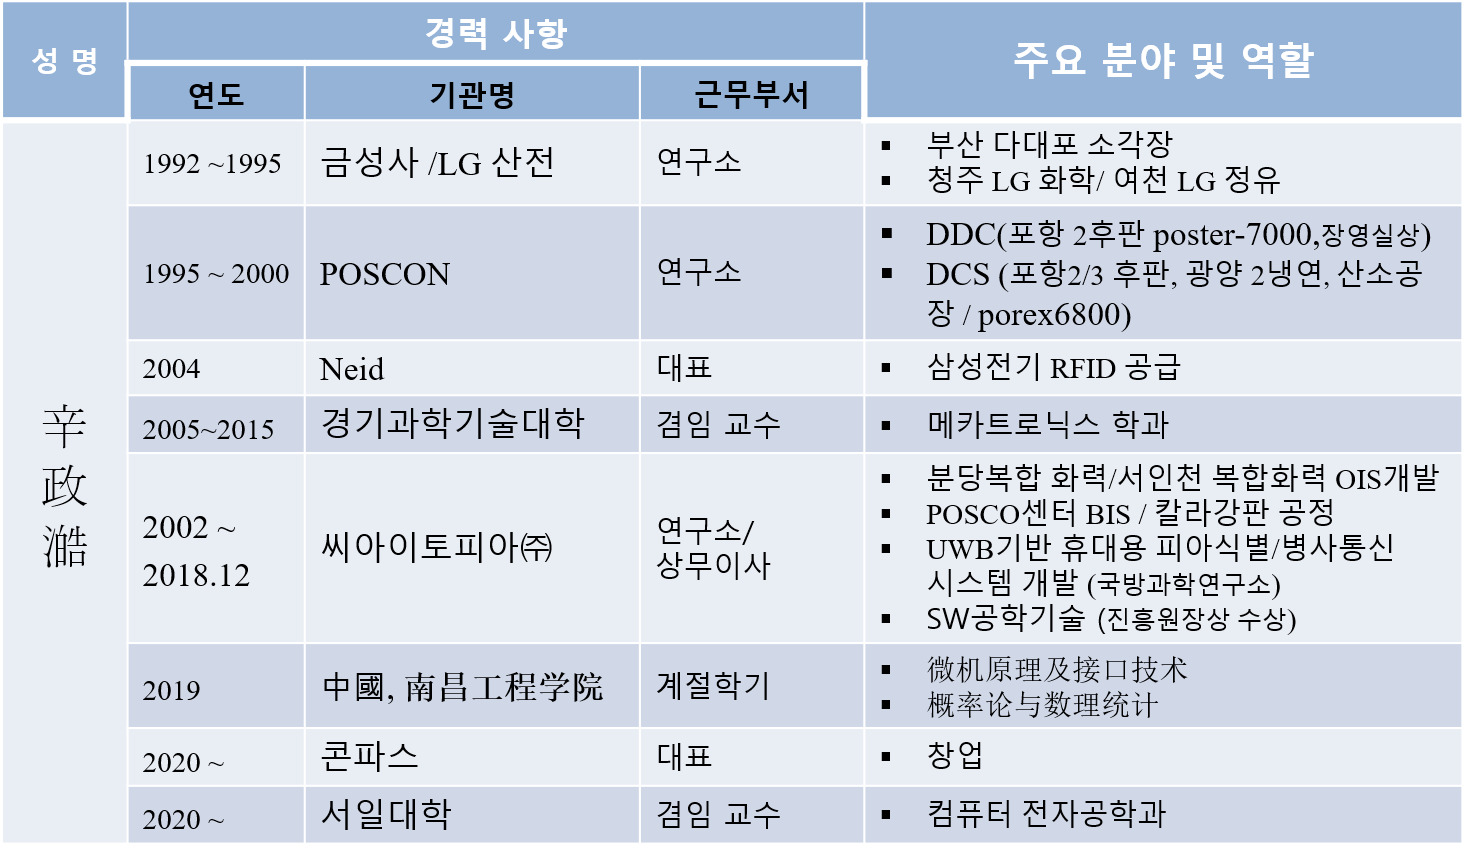 성 명
경력 사항
주요 분야 및 역할
연도
기관명
근무부서
辛
政
澔
1992 ~1995
금성사 /LG 산전
연구소
▪ 부산 다대포 소각장
▪ 청주 LG 화학/ 여천 LG 정유
1995 ~ 2000
POSCON
연구소
▪ DDC(포항 2후판 poster-7000,장영실상)
▪ DCS (포항2/3 후판, 광양 2냉연, 산소공
장 / porex6800)
2004
Neid
대표
▪ 삼성전기 RFID 공급
2005~2015
경기과학기술대학
겸임 교수
▪ 메카트로닉스 학과
2002 ~
2018.12
씨아이토피아㈜
연구소/
상무이사
▪ 분당복합 화력/서인천 복합화력 OIS개발
▪ POSCO센터 BIS / 칼라강판 공정
▪ UWB기반 휴대용 피아식별/병사통신
시스템 개발 (국방과학연구소)
▪ SW공학기술 (진흥원장상 수상)
2019
中國, 南昌工程学院
계절학기
▪ 微机原理及接口技术
▪ 概率论与数理统计
2020 ~
콘파스
대표
▪ 창업
2020 ~
서일대학
겸임 교수
▪ 컴퓨터 전자공학과